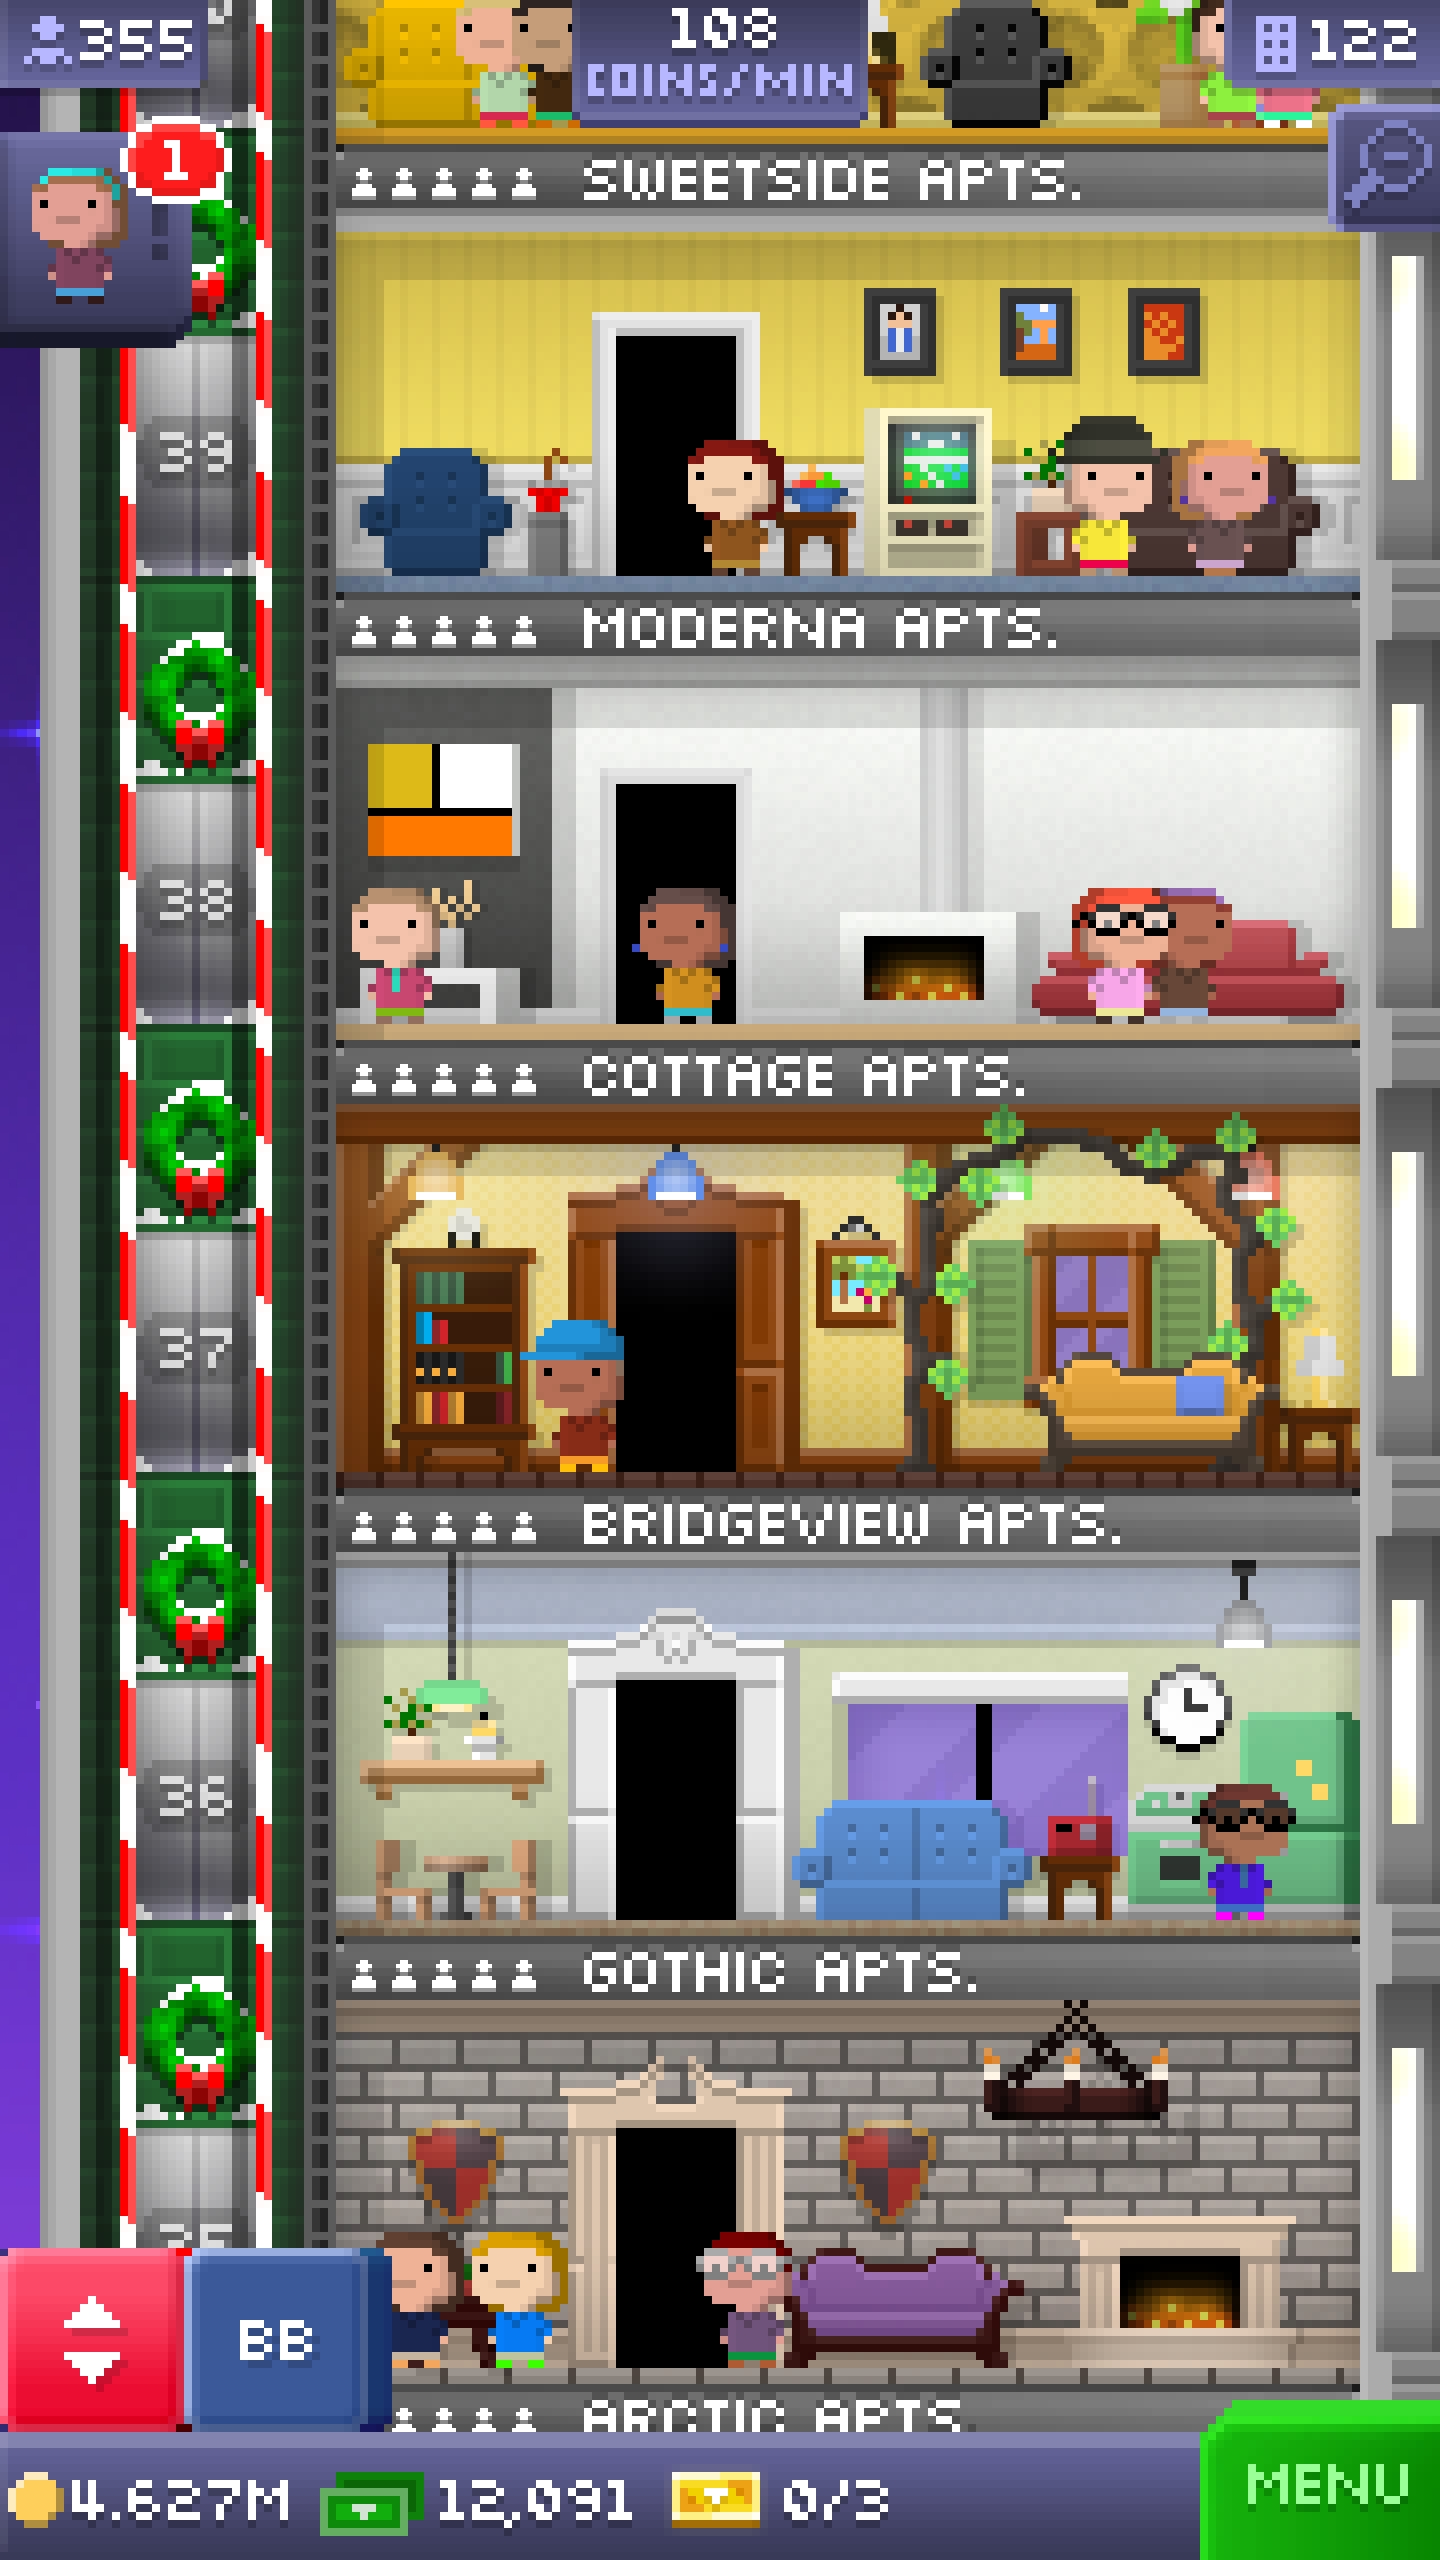 355
108
COINS/MIN
122
1
SWEETSIDE APTS.
39
MODERNA APTS.
38
COTTAGE APTS.
37
BRIDGEVIEW APTS.
36
GOTHIC APTS.
35
BB
ARCTIC APTS.
4.627M
12,091
0/3
MENU